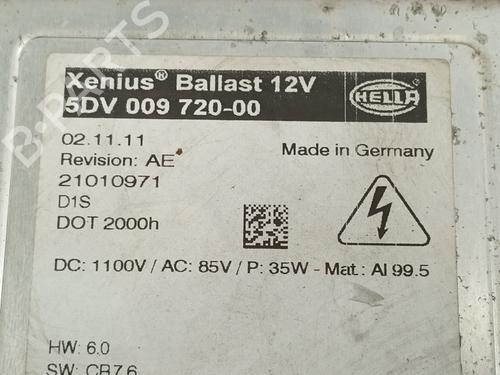 Xenius® Ballast 12V
5DV 009 720-00
HELLA
02.11.11
Revision: AE
Made in Germany
21010971
D1S
DOT 2000h
DC: 1100V / AC: 85V / P: 35W - Mat.: Al 99.5
HW: 6.0
SW: CB7.6
B-PARTS